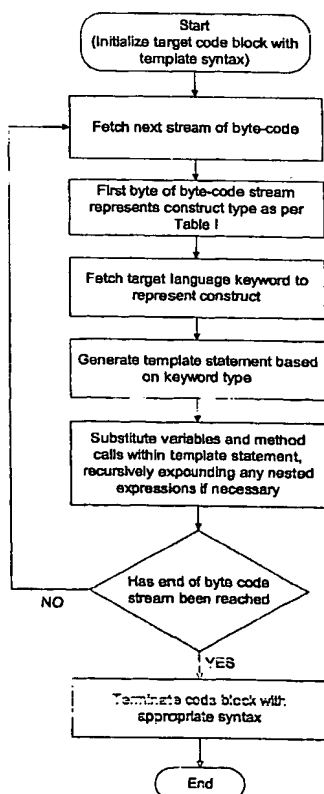 Start
(Initialize target code block with
template syntax)
Fetch next stream of byte-code
First byte of byte-code stream
represents construct type as per
Table I
Fetch target language keyword to
represent construct
Generate template statement based
on keyword type
Substitute variables and method
calls within template statement,
recursively expounding any nested
expressions if necessary
Has end of byte code
stream been reached
NO
YES
Terminate code block with
appropriate syntax
End